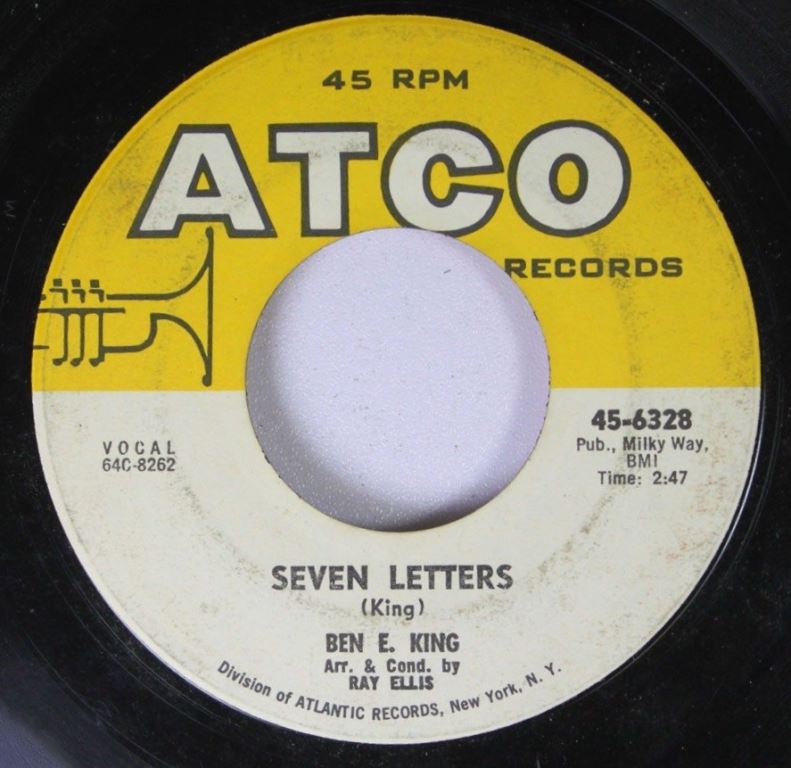 45 RPM
ATCO
RECORDS
VOCAL
64C-8262
45-6328
Pub., Milky Way,
BMI
Time: 2:47
SEVEN LETTERS
(King)
BEN E. KING
Arr. & Cond. by
RAY ELLIS
Division of ATLANTIC RECORDS, New York, N. Y.